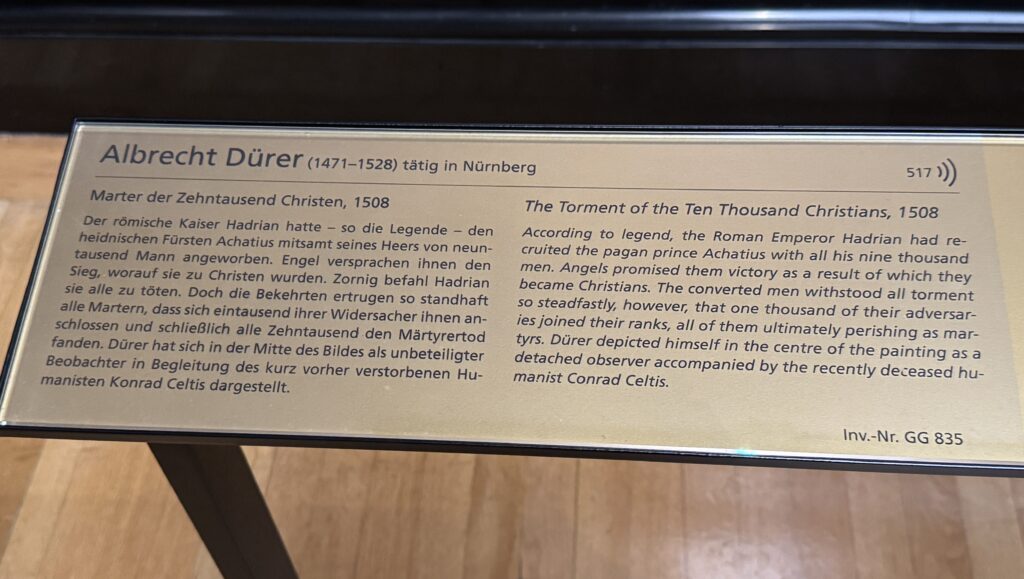 Albrecht Dürer (1471–1528) tätig in Nürnberg
517
Marter der Zehntausend Christen, 1508
Der römische Kaiser Hadrian hatte – so die Legende – den
heidnischen Fürsten Achatius mitsamt seines Heers von neun-
tausend Mann angeworben. Engel versprachen ihnen den
Sieg, worauf sie zu Christen wurden. Zornig befahl Hadrian
sie alle zu töten. Doch die Bekehrten ertrugen so standhaft
alle Martern, dass sich eintausend ihrer Widersacher ihnen an-
schlossen und schließlich alle Zehntausend den Märtyrertod
fanden. Dürer hat sich in der Mitte des Bildes als unbeteiligter
Beobachter in Begleitung des kurz vorher verstorbenen Hu-
manisten Konrad Celtis dargestellt.
The Torment of the Ten Thousand Christians, 1508
According to legend, the Roman Emperor Hadrian had re-
cruited the pagan prince Achatius with all his nine thousand
men. Angels promised them victory as a result of which they
became Christians. The converted men withstood all torment
so steadfastly, however, that one thousand of their adversar-
ies joined their ranks, all of them ultimately perishing as mar-
tyrs. Dürer depicted himself in the centre of the painting as a
detached observer accompanied by the recently deceased hu-
manist Conrad Celtis.
Inv.-Nr. GG 835